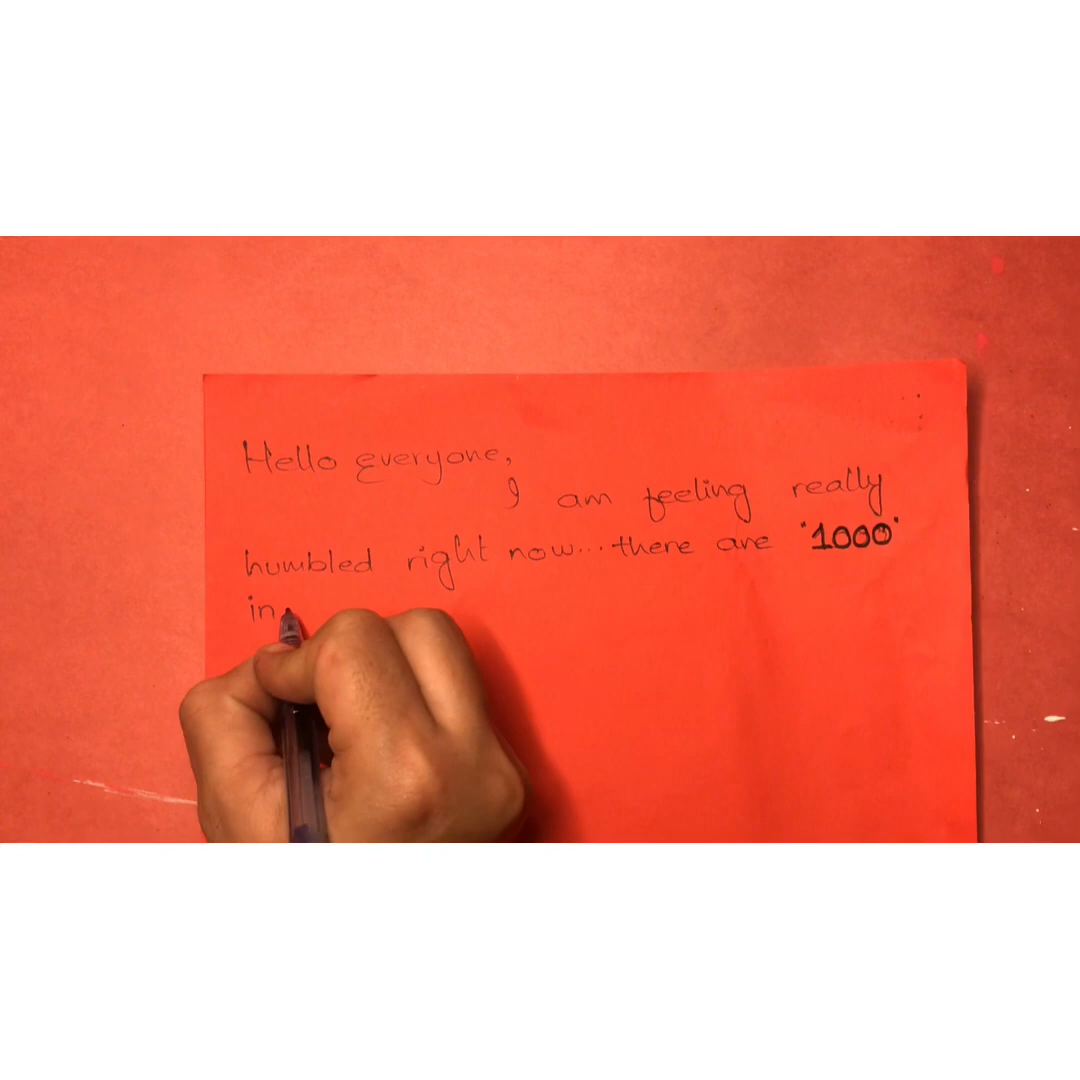 Hello everyone,
I am feeling really
humbled right now... there are "1000"
in